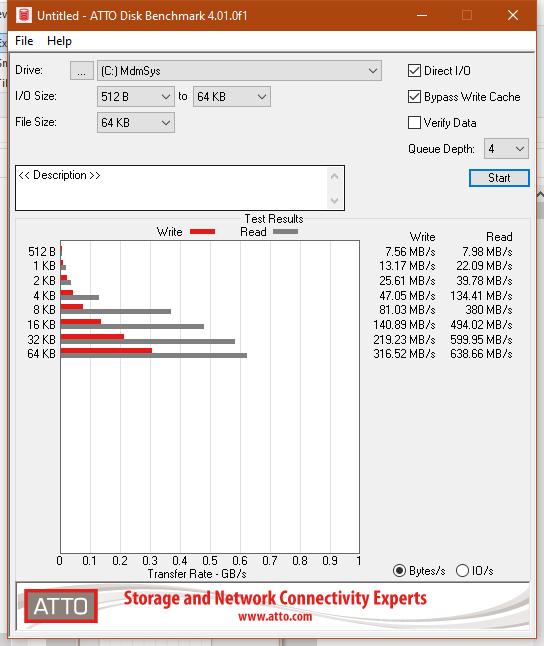 Untitled - ATTO Disk Benchmark 4.01.0f1
File Help
Drive: ... (C:) MdmSys
Direct I/O
I/O Size: 512 B to 64 KB
Bypass Write Cache
File Size: 64 KB
Verify Data
Queue Depth: 4
<< Description >>
Start
Test Results
Write Read
Write Read
512 B 7.56 MB/s 7.98 MB/s
1 KB 13.17 MB/s 22.09 MB/s
2 KB 25.61 MB/s 39.78 MB/s
4 KB 47.05 MB/s 134.41 MB/s
8 KB 81.03 MB/s 380 MB/s
16 KB 140.89 MB/s 494.02 MB/s
32 KB 219.23 MB/s 599.95 MB/s
64 KB 316.52 MB/s 638.66 MB/s
0 0.1 0.2 0.3 0.4 0.5 0.6 0.7 0.8 0.9 1
Transfer Rate - GB/s
Bytes/s IO/s
ATTO
Storage and Network Connectivity Experts
www.atto.com